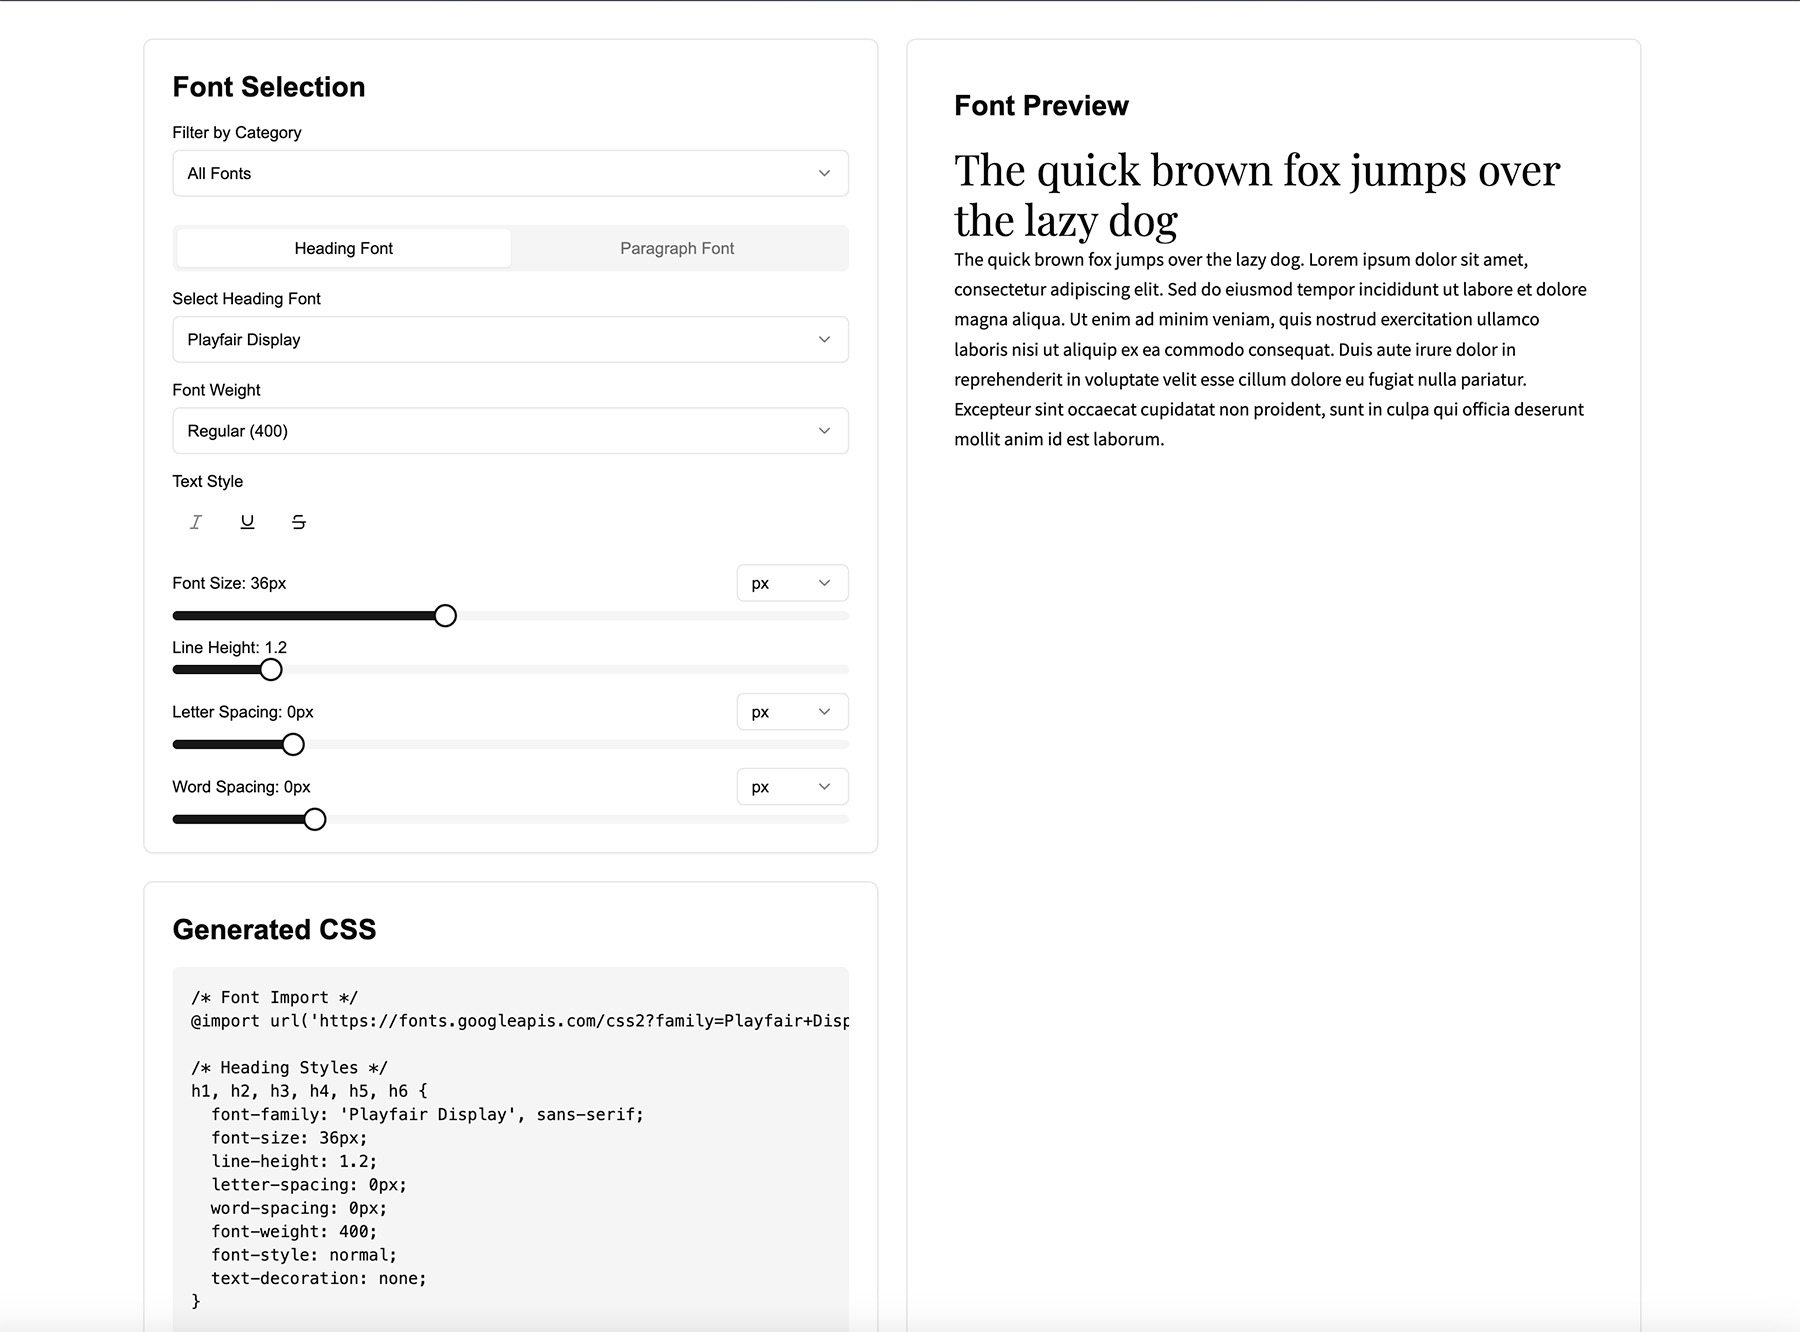 Font Selection
Filter by Category
All Fonts
Heading Font
Paragraph Font
Select Heading Font
Playfair Display
Font Weight
Regular (400)
Text Style
I U S
Font Size: 36px
px
Line Height: 1.2
Letter Spacing: 0px
px
Word Spacing: 0px
px
Generated CSS
/* Font Import */
@import url('https://fonts.googleapis.com/css2?family=Playfair+Disp
/* Heading Styles */
h1, h2, h3, h4, h5, h6 {
  font-family: 'Playfair Display', sans-serif;
  font-size: 36px;
  line-height: 1.2;
  letter-spacing: 0px;
  word-spacing: 0px;
  font-weight: 400;
  font-style: normal;
  text-decoration: none;
}
Font Preview
The quick brown fox jumps over
the lazy dog
The quick brown fox jumps over the lazy dog. Lorem ipsum dolor sit amet,
consectetur adipiscing elit. Sed do eiusmod tempor incididunt ut labore et dolore
magna aliqua. Ut enim ad minim veniam, quis nostrud exercitation ullamco
laboris nisi ut aliquip ex ea commodo consequat. Duis aute irure dolor in
reprehenderit in voluptate velit esse cillum dolore eu fugiat nulla pariatur.
Excepteur sint occaecat cupidatat non proident, sunt in culpa qui officia deserunt
mollit anim id est laborum.